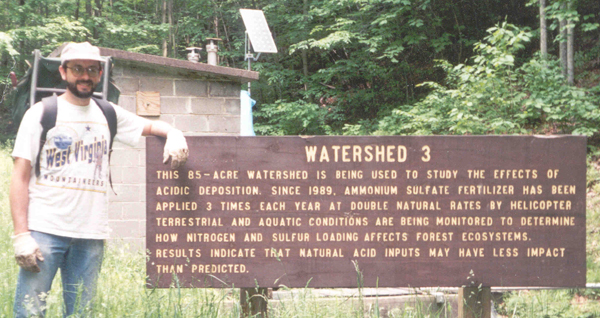 West Virginia
MOUNTAINEERS
WATERSHED 3
THIS 85-ACRE WATERSHED IS BEING USED TO STUDY THE EFFECTS OF
ACIDIC DEPOSITION. SINCE 1989, AMMONIUM SULFATE FERTILIZER HAS BEEN
APPLIED 3 TIMES EACH YEAR AT DOUBLE NATURAL RATES BY HELICOPTER
TERRESTRIAL AND AQUATIC CONDITIONS ARE BEING MONITORED TO DETERMINE
HOW NITROGEN AND SULFUR LOADING AFFECTS FOREST ECOSYSTEMS.
RESULTS INDICATE THAT NATURAL ACID INPUTS MAY HAVE LESS IMPACT
THAN PREDICTED.